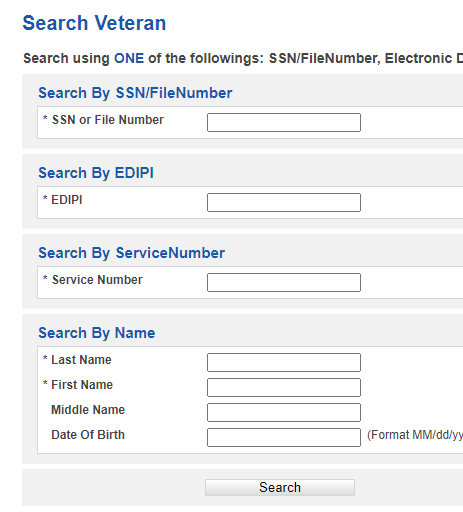 Search Veteran
Search using ONE of the followings: SSN/FileNumber, Electronic
Search By SSN/FileNumber
* SSN or File Number
Search By EDIPI
* EDIPI
Search By ServiceNumber
* Service Number
Search By Name
* Last Name
* First Name
Middle Name
Date Of Birth (Format MM/dd/yy
Search